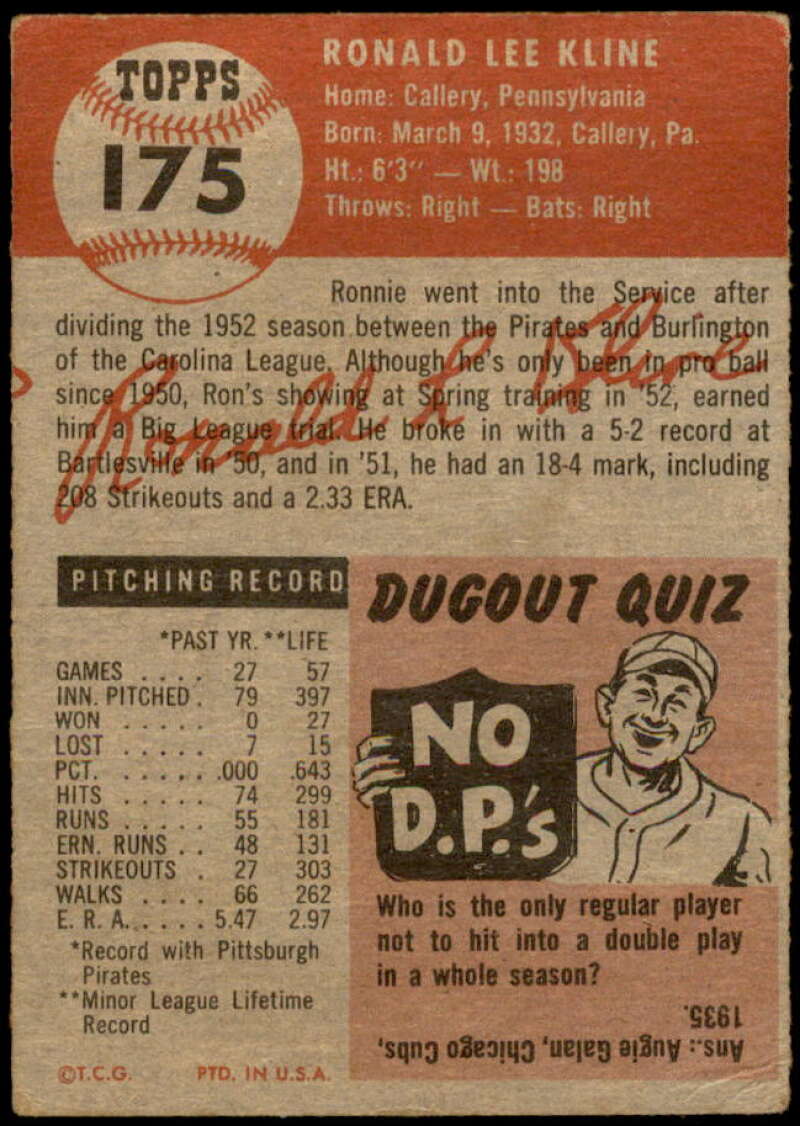 TOPPS
175
RONALD LEE KLINE
Home: Callery, Pennsylvania
Born: March 9, 1932, Callery, Pa.
Ht.: 6'3" — Wt.: 198
Throws: Right — Bats: Right
Ronnie went into the Service after
dividing the 1952 season between the Pirates and Burlington
of the Carolina League. Although he's only been in pro ball
since 1950, Ron's showing at Spring training in '52, earned
him a Big League trial. He broke in with a 5-2 record at
Bartlesville in '50, and in '51, he had an 18-4 mark, including
208 Strikeouts and a 2.33 ERA.
Ronald L Kline
PITCHING RECORD
*PAST YR. **LIFE
GAMES .... 27 57
INN. PITCHED . 79 397
WON ..... 0 27
LOST ..... 7 15
PCT. ...... .000 .643
HITS ..... 74 299
RUNS ..... 55 181
ERN. RUNS .. 48 131
STRIKEOUTS . 27 303
WALKS .... 66 262
E. R. A. .... 5.47 2.97
*Record with Pittsburgh
Pirates
**Minor League Lifetime
Record
©T.C.G. PTD. IN U.S.A.
DUGOUT QUIZ
NO
D.P.'s
Who is the only regular player
not to hit into a double play
in a whole season?
Ans.: Angie Galan, Chicago Cubs,
1935.